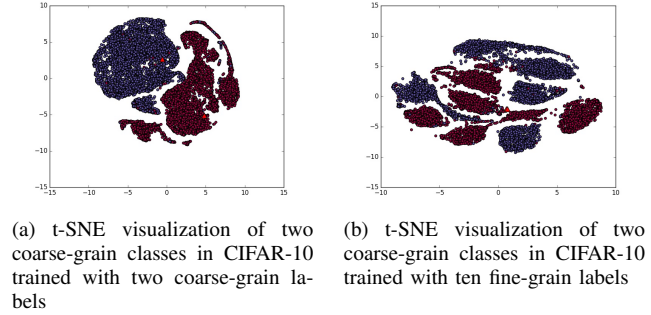 15
10
5
0
−5
−10
−15
−15 −10 −5 0 5 10 15
15
10
5
0
−5
−10
−15
−10 −5 0 5 10
(a) t-SNE visualization of two
coarse-grain classes in CIFAR-10
trained with two coarse-grain la-
bels
(b) t-SNE visualization of two
coarse-grain classes in CIFAR-10
trained with ten fine-grain labels